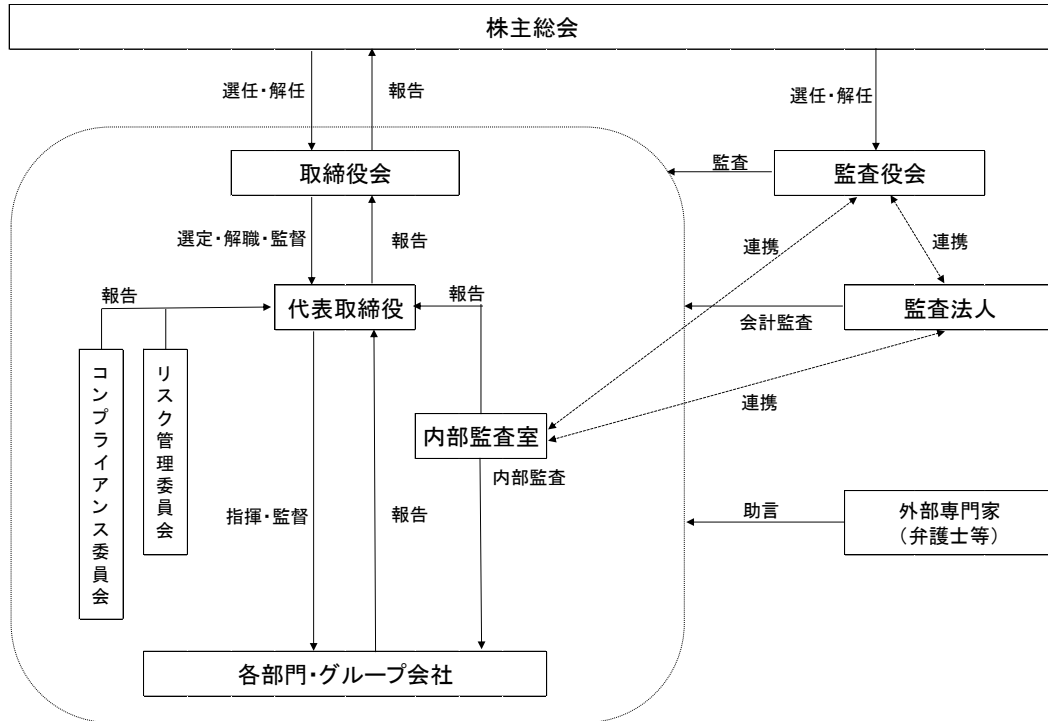 株主総会
選任・解任
報告
選任・解任
取締役会
監査
監査役会
選定・解職・監督
報告
連携
連携
報告
代表取締役
報告
会計監査
監査法人
コンプライアンス委員会
リスク管理委員会
連携
内部監査室
内部監査
指揮・監督
報告
助言
外部専門家
（弁護士等）
各部門・グループ会社